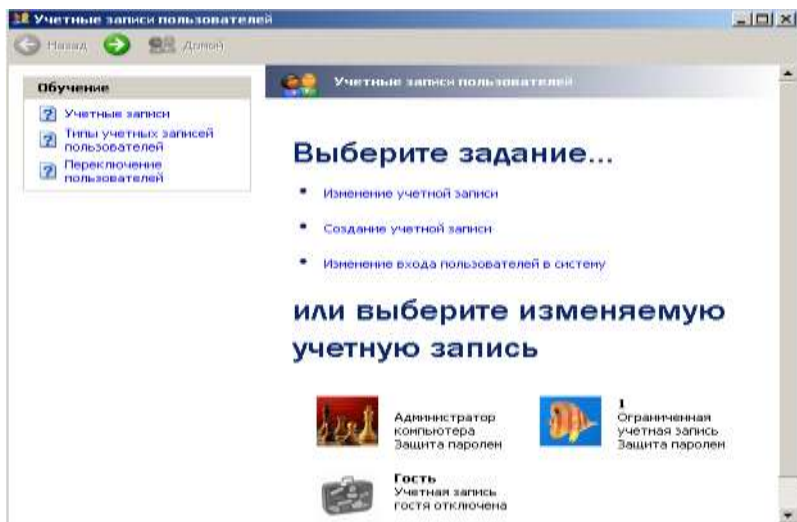 Учетные записи пользователей
Назад
Домой
Обучение
Учетные записи
Типы учетных записей
пользователей
Переключение
пользователей
Учетные записи пользователей
Выберите задание...
Изменение учетной записи
Создание учетной записи
Изменение входа пользователей в систему
или выберите изменяемую
учетную запись
Администратор
компьютера
Защита паролем
1
Ограниченная
учетная запись
Защита паролем
Гость
Учетная запись
гостя отключена